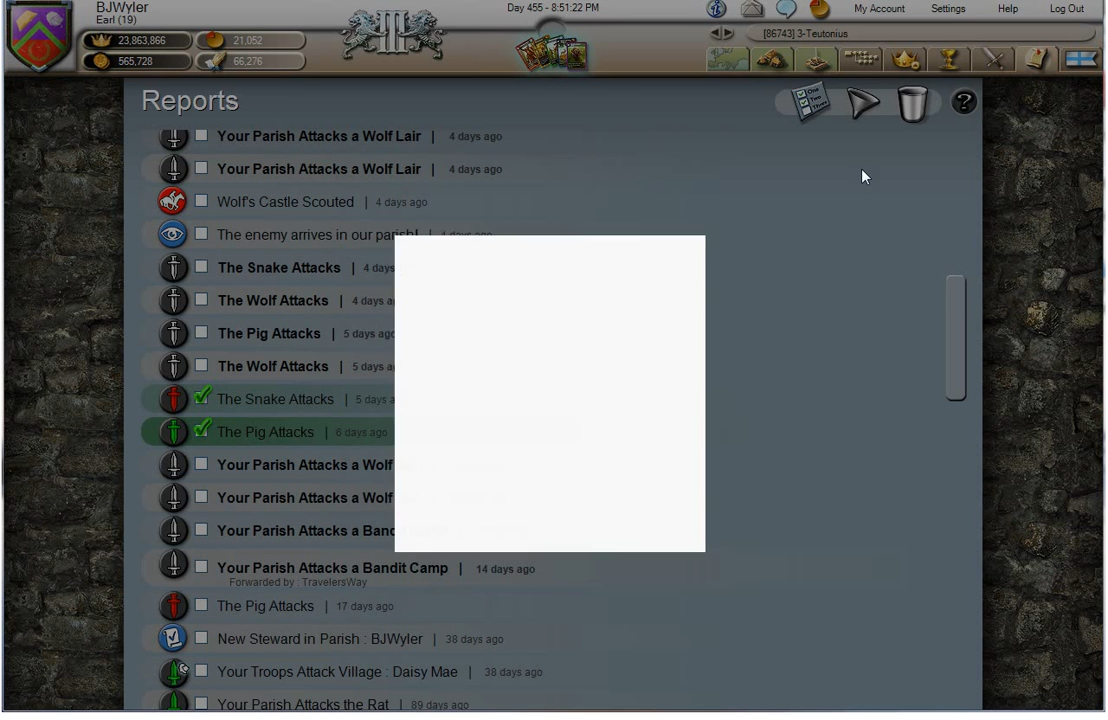 BJWyler
Earl (19)
Day 455 - 8:51:22 PM
My Account
Settings
Help
Log Out
23,863,866
21,052
565,728
66,276
[86743] 3-Teutonius
Reports
Your Parish Attacks a Wolf Lair | 4 days ago
Your Parish Attacks a Wolf Lair | 4 days ago
Wolf's Castle Scouted | 4 days ago
The enemy arrives in our parish! | 4 days ago
The Snake Attacks | 4 days
The Wolf Attacks | 4 days a
The Pig Attacks | 5 days ago
The Wolf Attacks | 5 days a
The Snake Attacks | 5 days a
The Pig Attacks | 6 days ago
Your Parish Attacks a Wolf
Your Parish Attacks a Wolf
Your Parish Attacks a Band
Your Parish Attacks a Bandit Camp | 14 days ago
Forwarded by : TravelersWay
The Pig Attacks | 17 days ago
New Steward in Parish : BJWyler | 38 days ago
Your Troops Attack Village : Daisy Mae | 38 days ago
Your Parish Attacks the Rat | 89 days ago